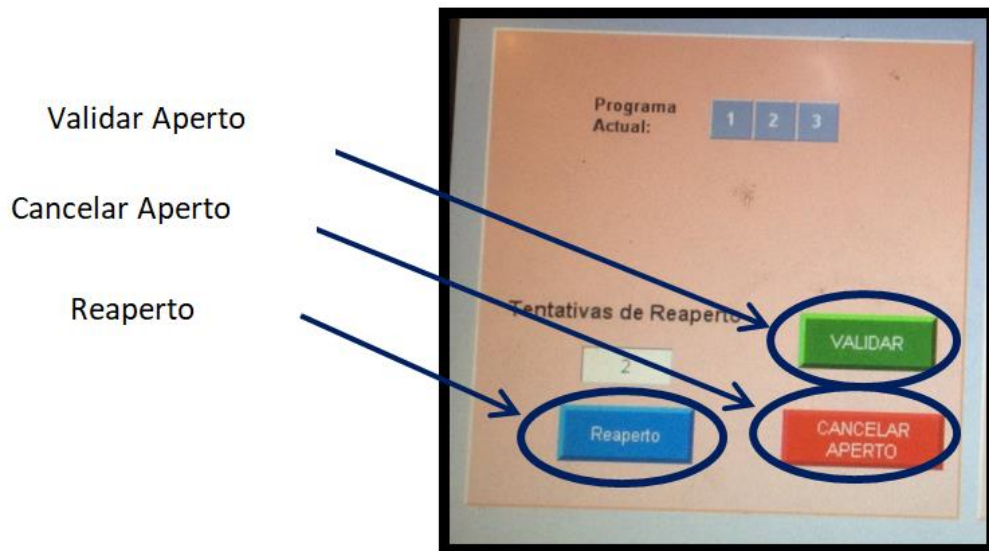 Validar Aperto
Cancelar Aperto
Reaperto
Programa
Actual:
1 2 3
Tentativas de Reaperto
2
VALIDAR
Reaperto
CANCELAR
APERTO